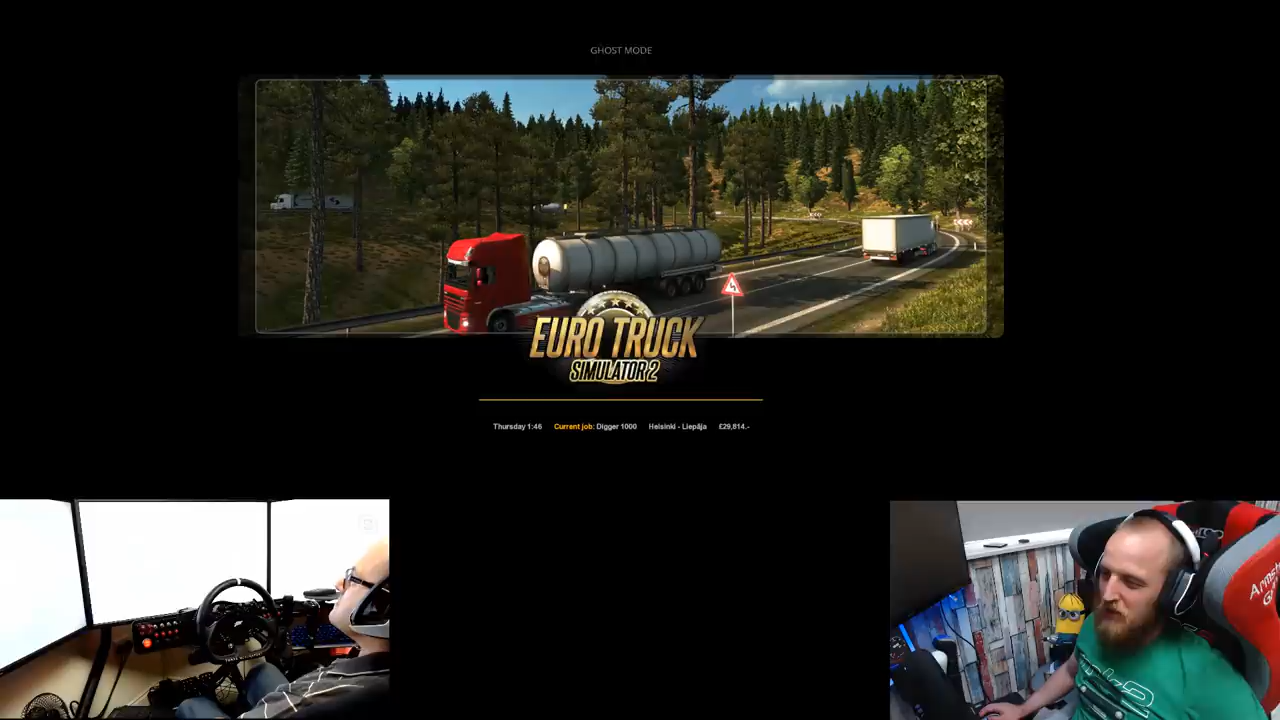 GHOST MODE
EURO TRUCK
SIMULATOR 2
Thursday 1:46 Current job: Digger 1000 Helsinki - Liepāja £29,814.-